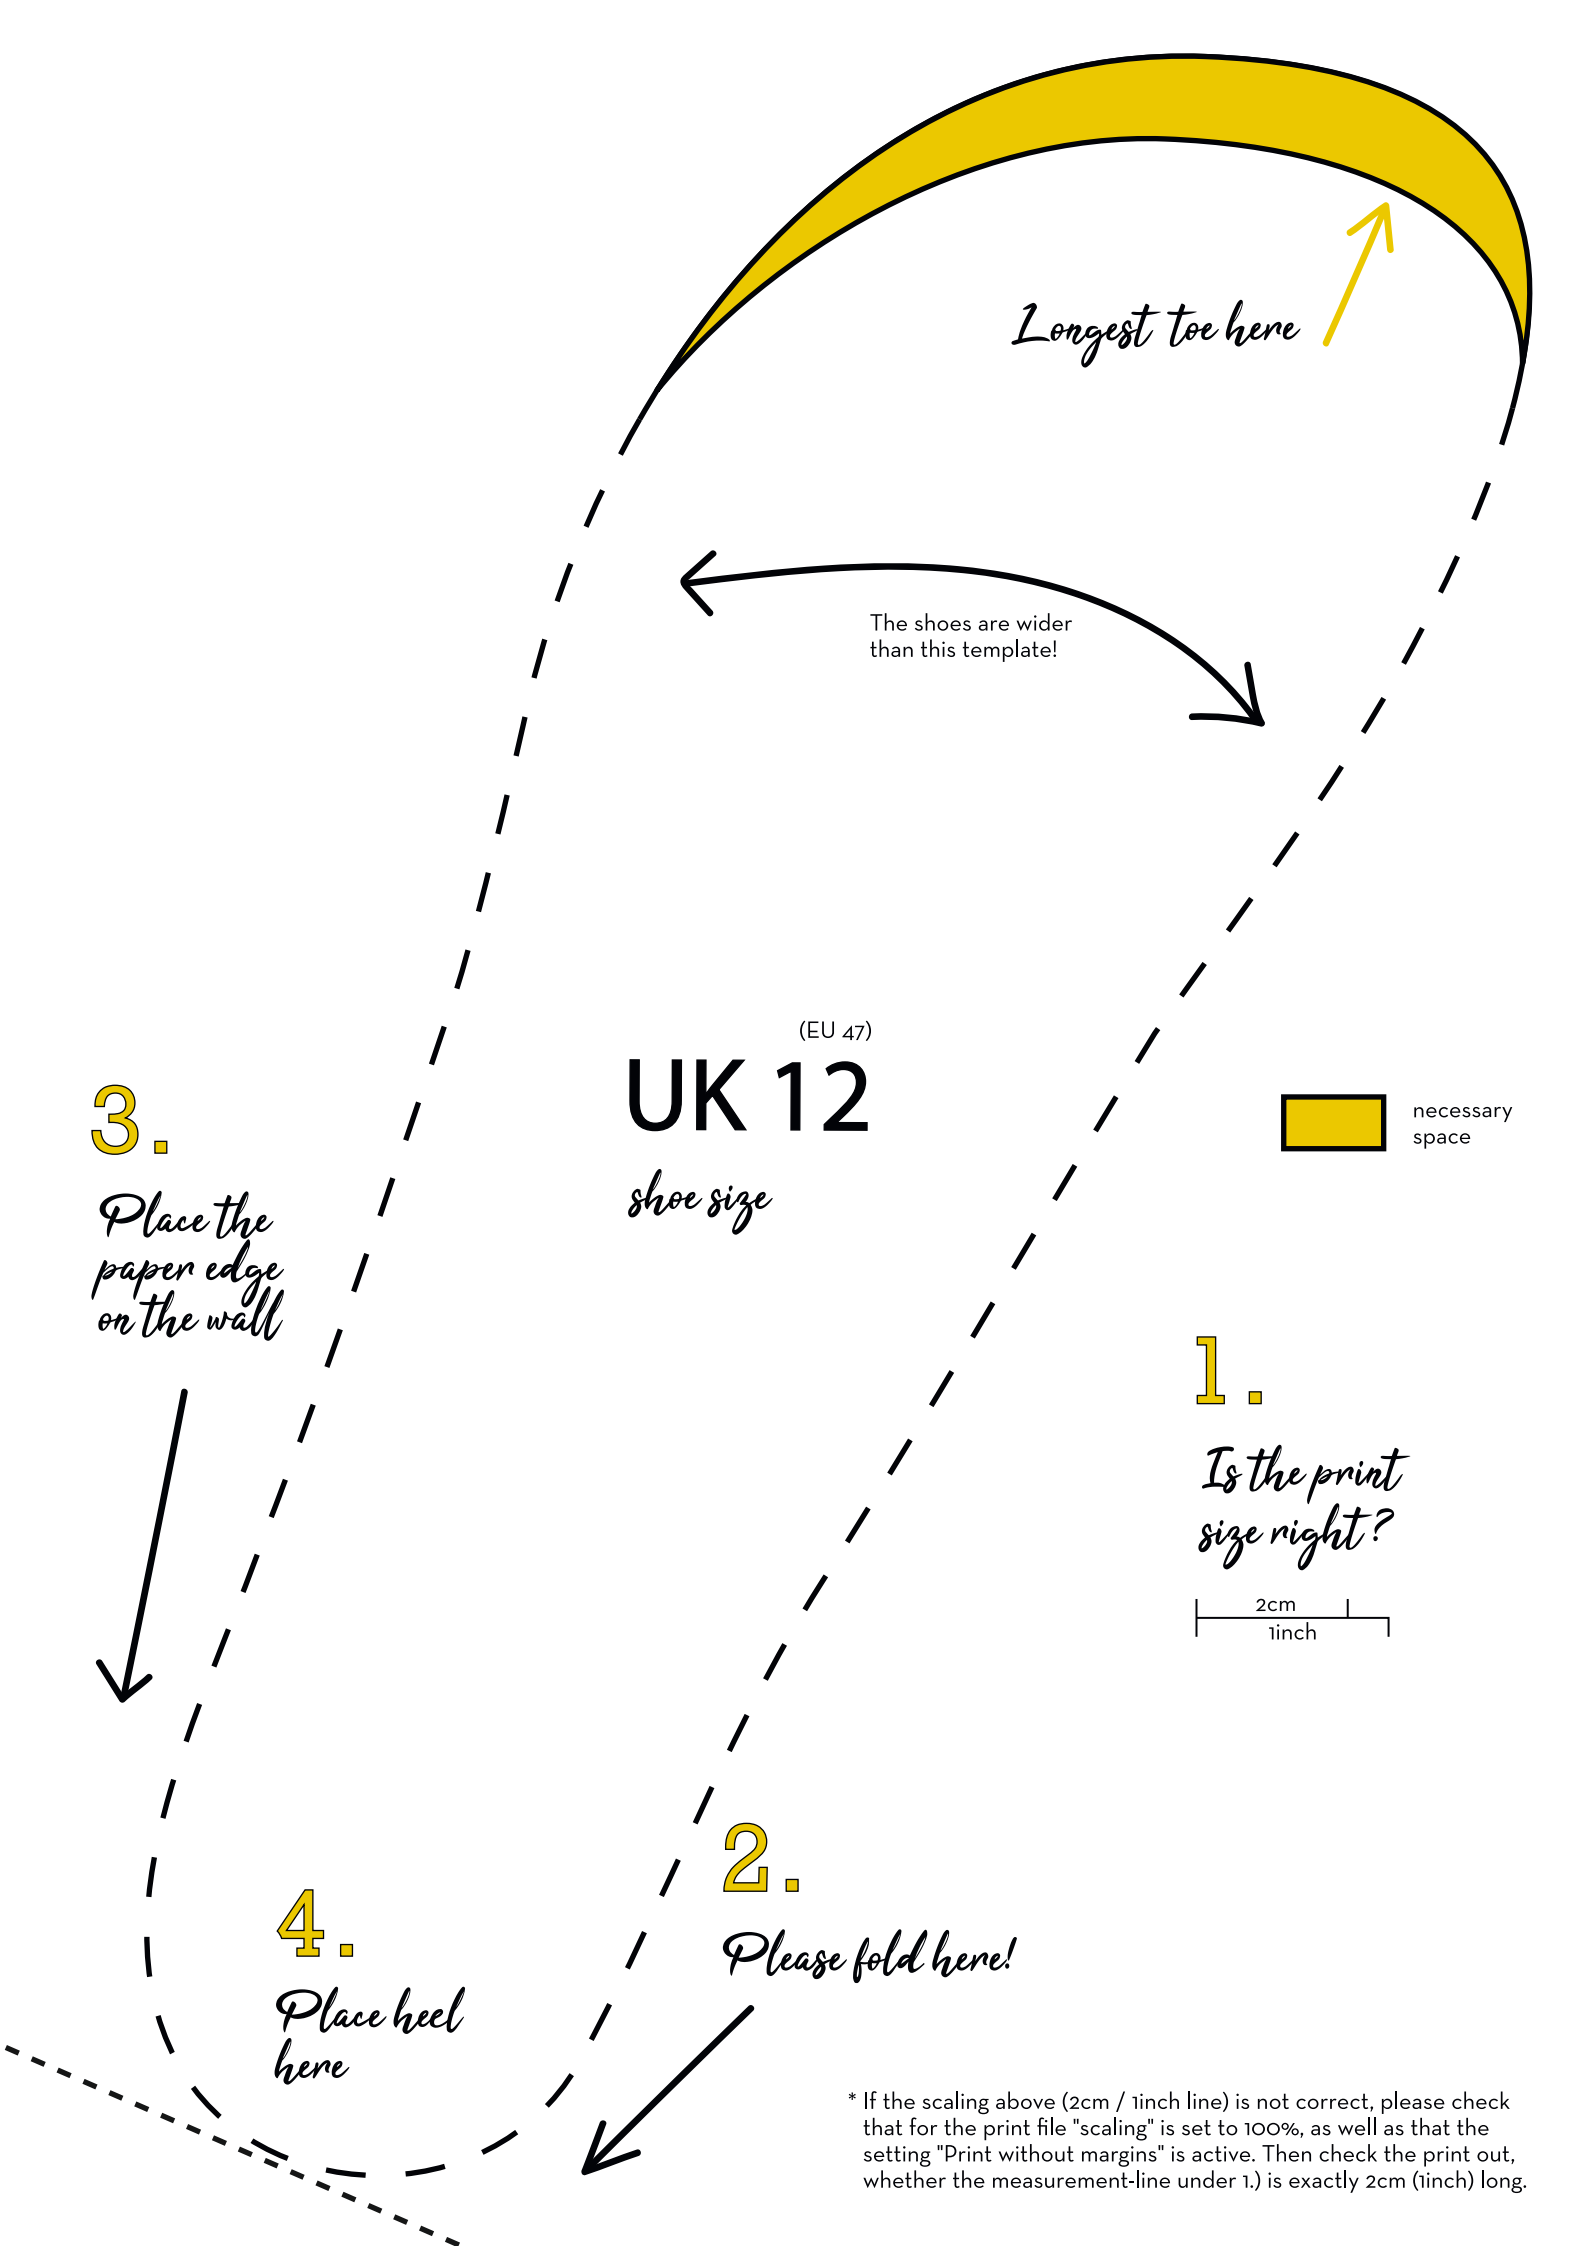 Longest toe here
The shoes are wider
than this template!
(EU 47)
UK 12
shoe size
necessary
space
3.
Place the
paper edge
on the wall
1.
Is the print
size right?
2cm
1inch
2.
Please fold here!
4.
Place heel
here
* If the scaling above (2cm / 1inch line) is not correct, please check
that for the print file "scaling" is set to 100%, as well as that the
setting "Print without margins" is active. Then check the print out,
whether the measurement-line under 1.) is exactly 2cm (1inch) long.